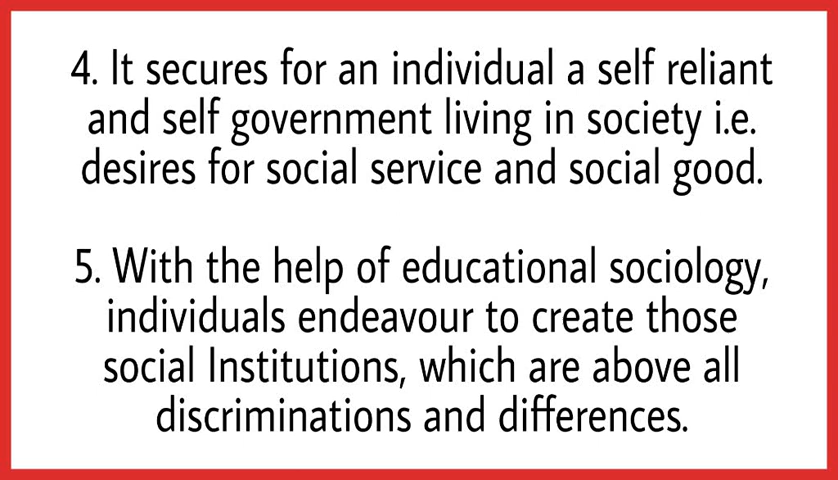 4. It secures for an individual a self reliant
and self government living in society i.e.
desires for social service and social good.
5. With the help of educational sociology,
individuals endeavour to create those
social Institutions, which are above all
discriminations and differences.